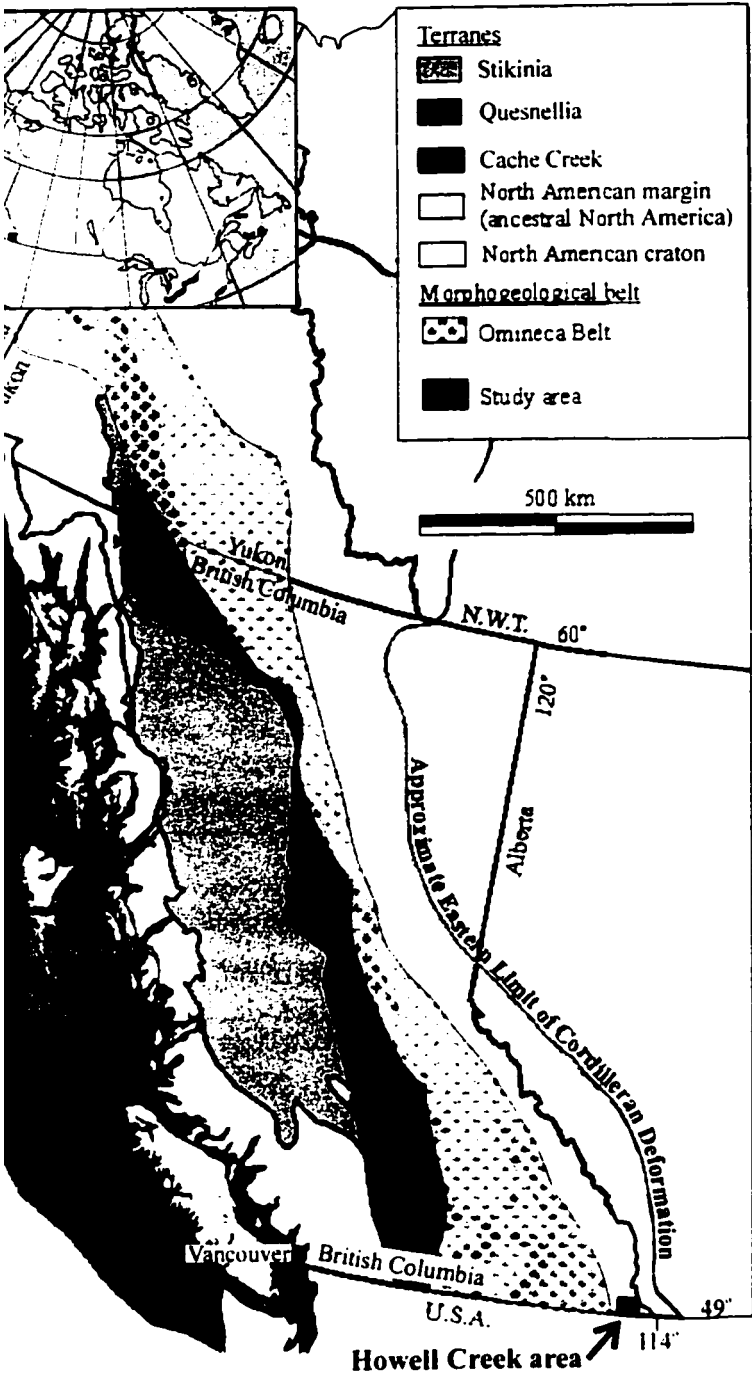 Terranes
Stikinia
Quesnellia
Cache Creek
North American margin
(ancestral North America)
North American craton
Morphogeological belt
Omineca Belt
Study area
500 km
Yukon
British Columbia
N.W.T.
60°
120°
Alberta
Approximate Eastern Limit of Cordilleran Deformation
Vancouver
British Columbia
U.S.A.
49°
114°
Howell Creek area